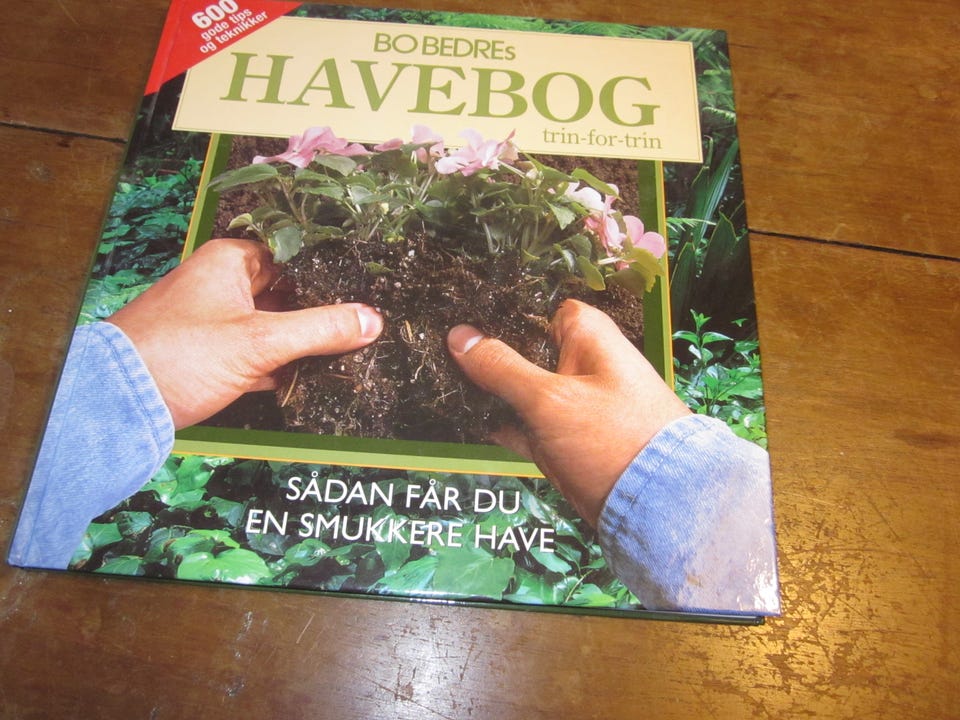 600
gode tips
og teknikker
BO BEDREs
HAVEBOG
trin-for-trin
SÅDAN FÅR DU
EN SMUKKERE HAVE